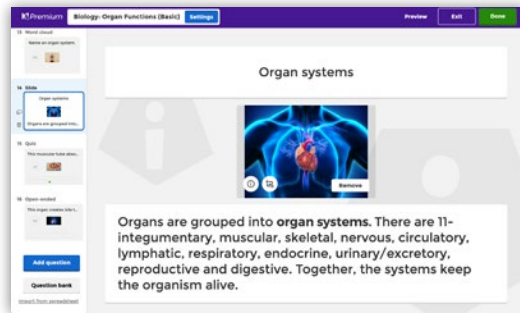 K! Premium
Biology: Organ Functions (Basic)
Settings
Preview
Exit
Done
13 Word cloud
Name an organ system.
14 Slide
Organ systems
Organs are grouped into...
15 Quiz
This muscular tube
16 Open-ended
This organ creates bile
Add question
Question bank
Import from spreadsheet
Organ systems
Remove
Organs are grouped into organ systems. There are 11-
integumentary, muscular, skeletal, nervous, circulatory,
lymphatic, respiratory, endocrine, urinary/excretory,
reproductive and digestive. Together, the systems keep
the organism alive.